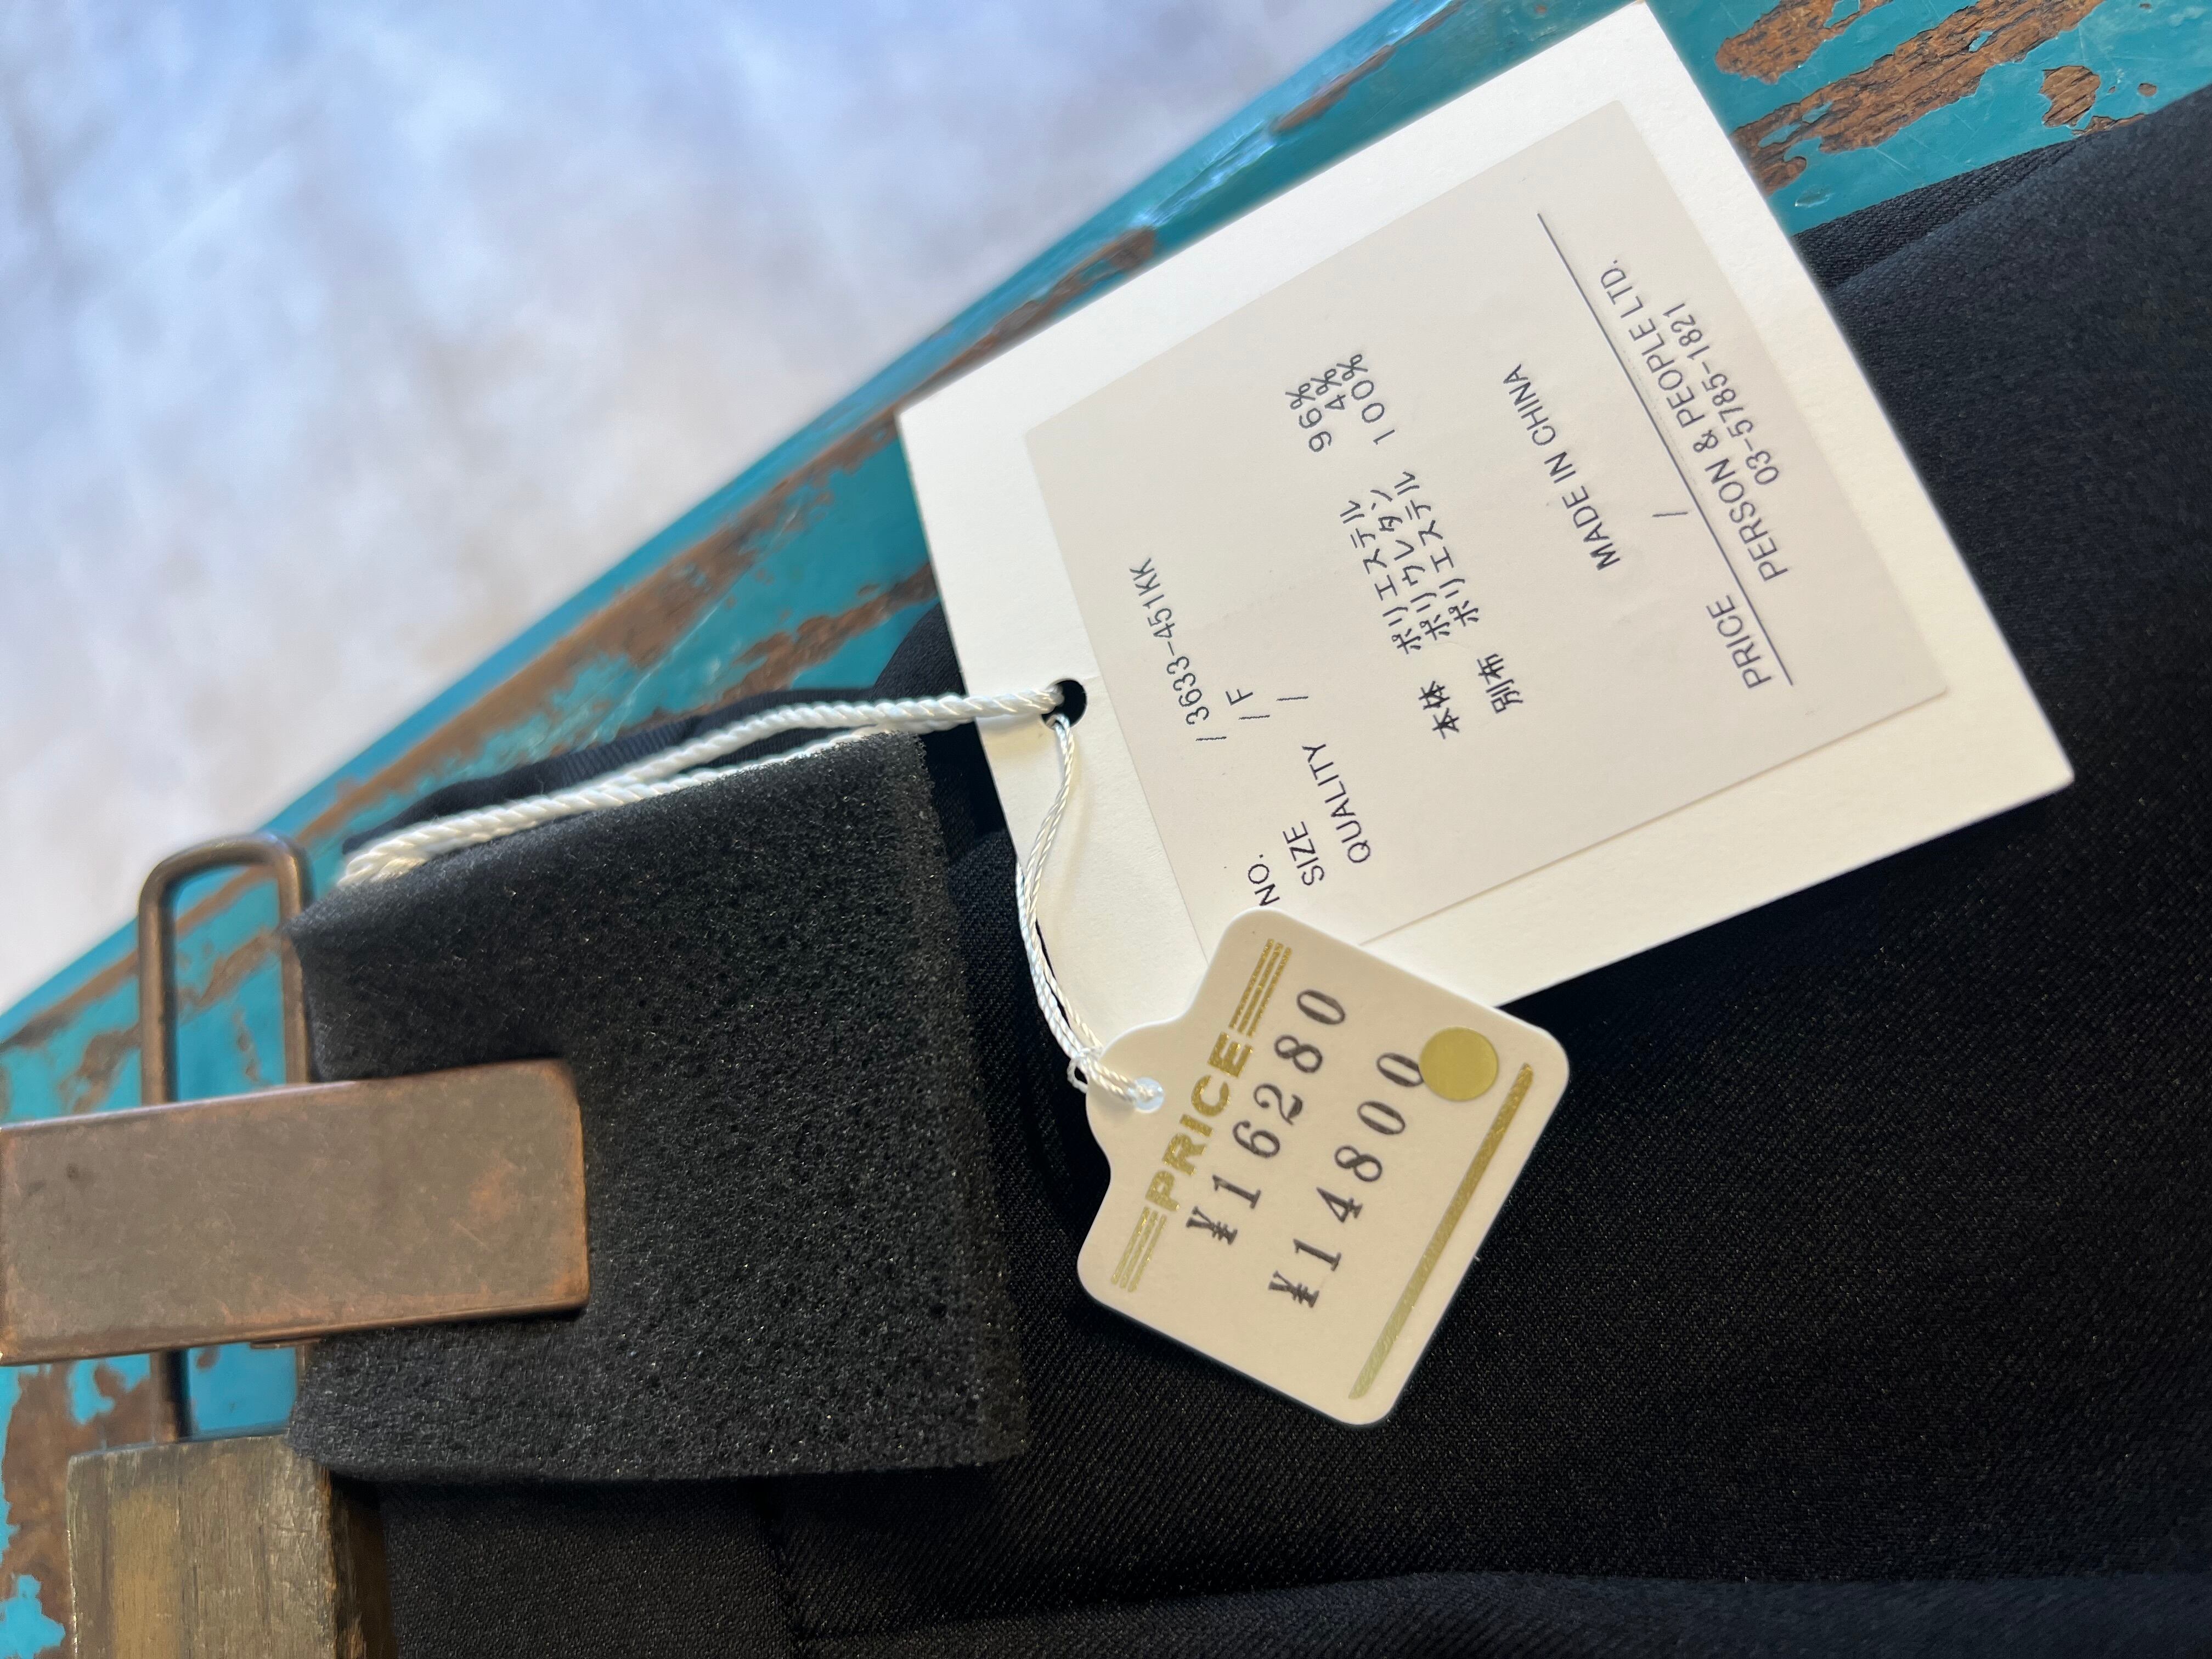 NO. / 3633-451KK
SIZE / F
QUALITY /
本体 ポリエステル 96%
ポリウレタン 4%
別布 ポリエステル 100%
MADE IN CHINA
/
PRICE
PERSON & PEOPLE LTD.
03-5785-1821
PRICE
¥16280
¥14800